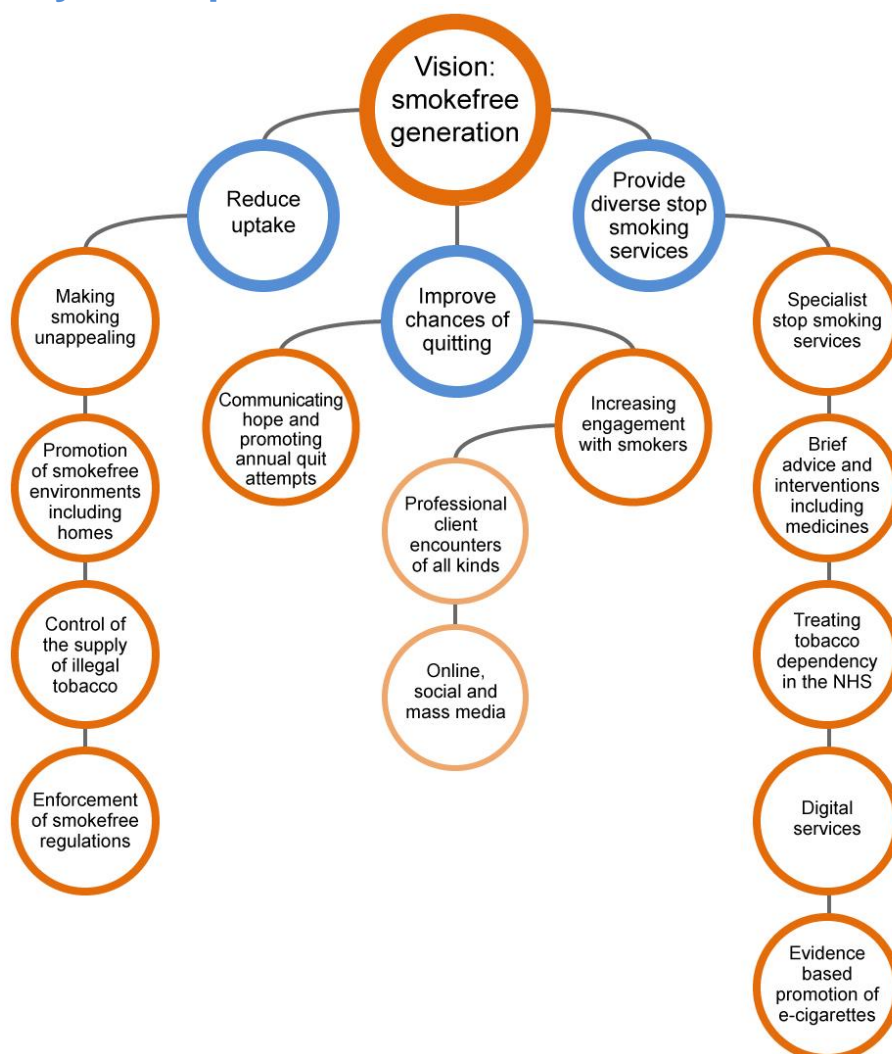 Vision:
smokefree
generation
Reduce
uptake
Provide
diverse stop
smoking
services
Improve
chances of
quitting
Making
smoking
unappealing
Promotion
of smokefree
environments
including
homes
Control of
the supply
of illegal
tobacco
Enforcement
of smokefree
regulations
Communicating
hope and
promoting
annual quit
attempts
Increasing
engagement
with smokers
Professional
client
encounters
of all kinds
Online,
social and
mass media
Specialist
stop smoking
services
Brief
advice and
interventions
including
medicines
Treating
tobacco
dependency
in the NHS
Digital
services
Evidence
based
promotion of
e-cigarettes